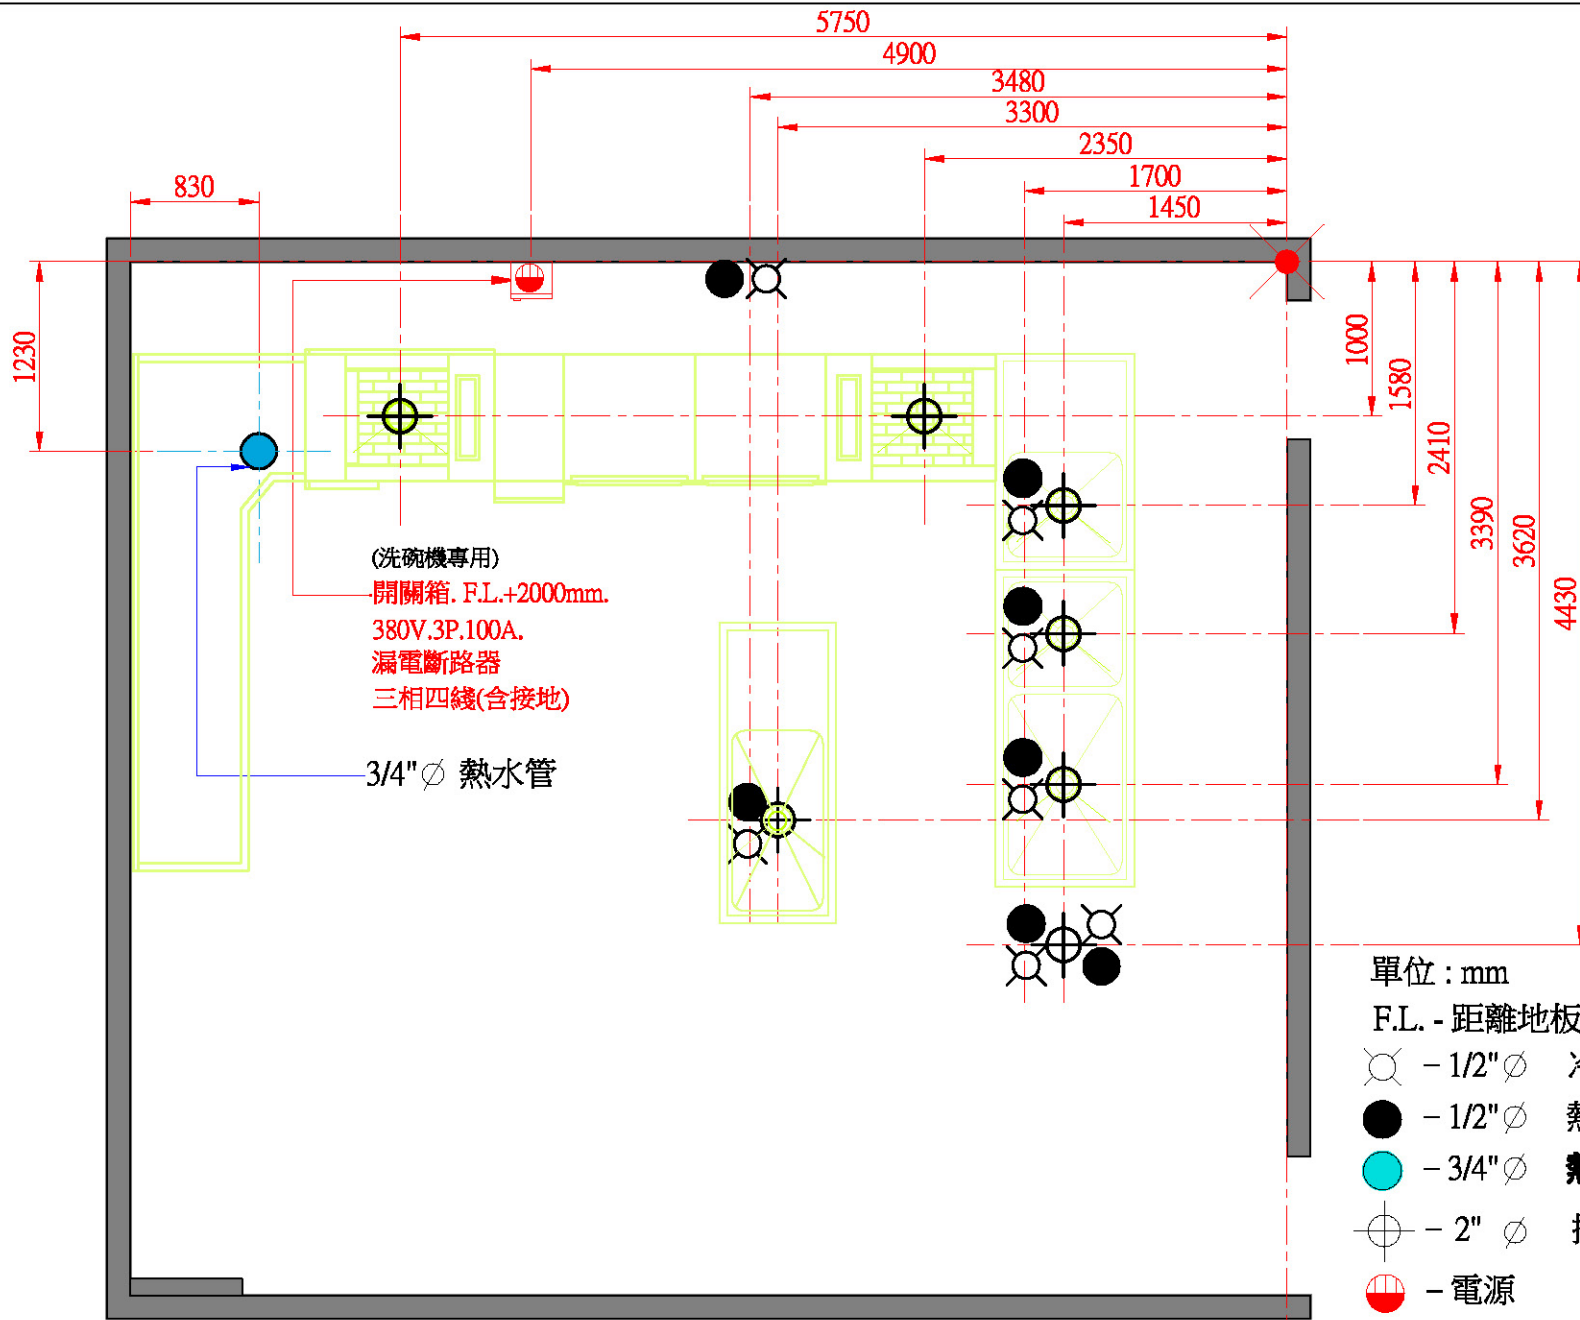 5750
4900
3480
3300
2350
1700
1450
830
1230
1000
1580
2410
3390
3620
4430
(洗碗機專用)
開關箱. F.L.+2000mm.
380V.3P.100A.
漏電斷路器
三相四綫(含接地)
3/4"∅ 熱水管
單位 : mm
F.L. - 距離地板
- 1/2"∅
- 1/2"∅ 熱
- 3/4"∅ 熱
- 2" ∅
- 電源